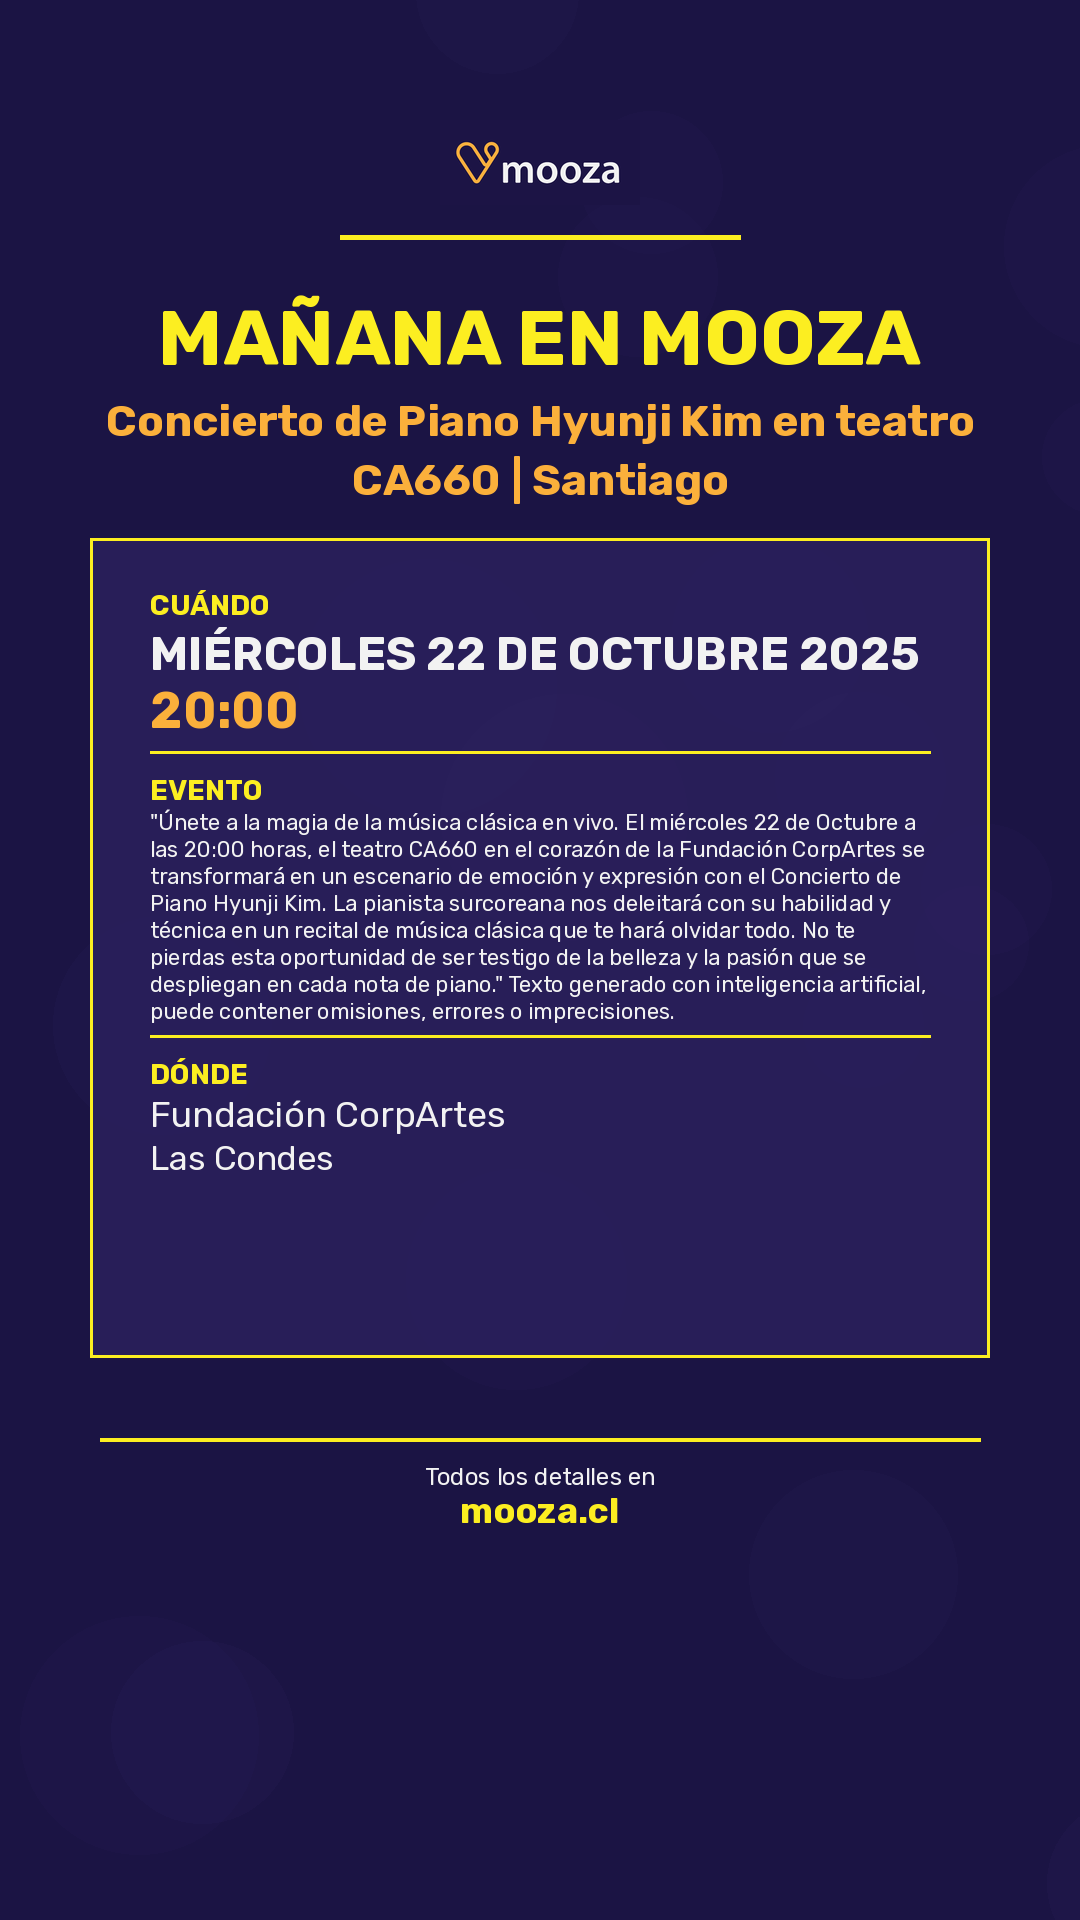 mooza
MAÑANA EN MOOZA
Concierto de Piano Hyunji Kim en teatro
CA660 | Santiago
CUÁNDO
MIÉRCOLES 22 DE OCTUBRE 2025
20:00
EVENTO
"Únete a la magia de la música clásica en vivo. El miércoles 22 de Octubre a
las 20:00 horas, el teatro CA660 en el corazón de la Fundación CorpArtes se
transformará en un escenario de emoción y expresión con el Concierto de
Piano Hyunji Kim. La pianista surcoreana nos deleitará con su habilidad y
técnica en un recital de música clásica que te hará olvidar todo. No te
pierdas esta oportunidad de ser testigo de la belleza y la pasión que se
despliegan en cada nota de piano." Texto generado con inteligencia artificial,
puede contener omisiones, errores o imprecisiones.
DÓNDE
Fundación CorpArtes
Las Condes
Todos los detalles en
mooza.cl